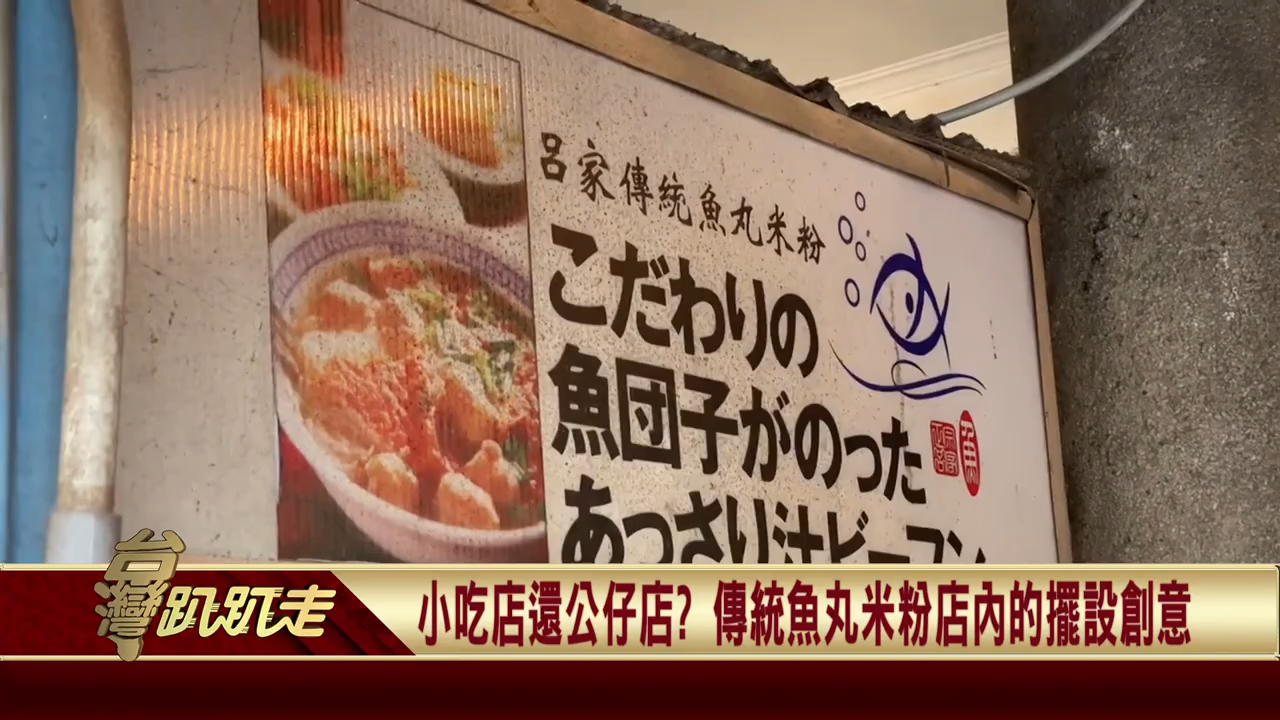 呂家傳統魚丸米粉
こだわりの
魚団子がのった
あっさり汁ビーフン
魚
台灣趴趴走
小吃店還公仔店? 傳統魚丸米粉店內的擺設創意